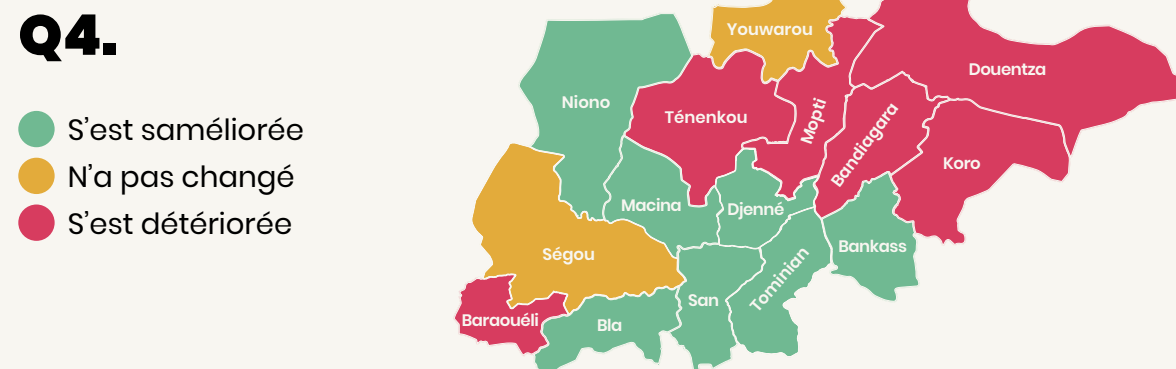 Q4.
S’est saméliorée
N’a pas changé
S’est détériorée
Youwarou
Douentza
Niono
Ténenkou
Mopti
Bandiagara
Koro
Macina
Djenné
Bankass
Ségou
Tominian
San
Baraouéli
Bla